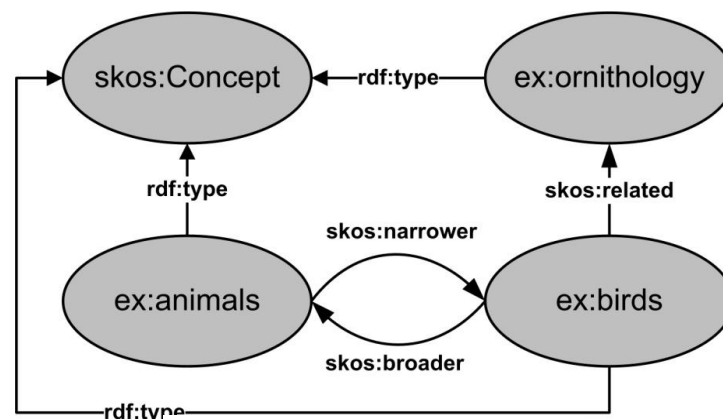 skos:Concept
rdf:type
ex:ornithology
rdf:type
skos:related
skos:narrower
ex:animals
ex:birds
skos:broader
rdf:type